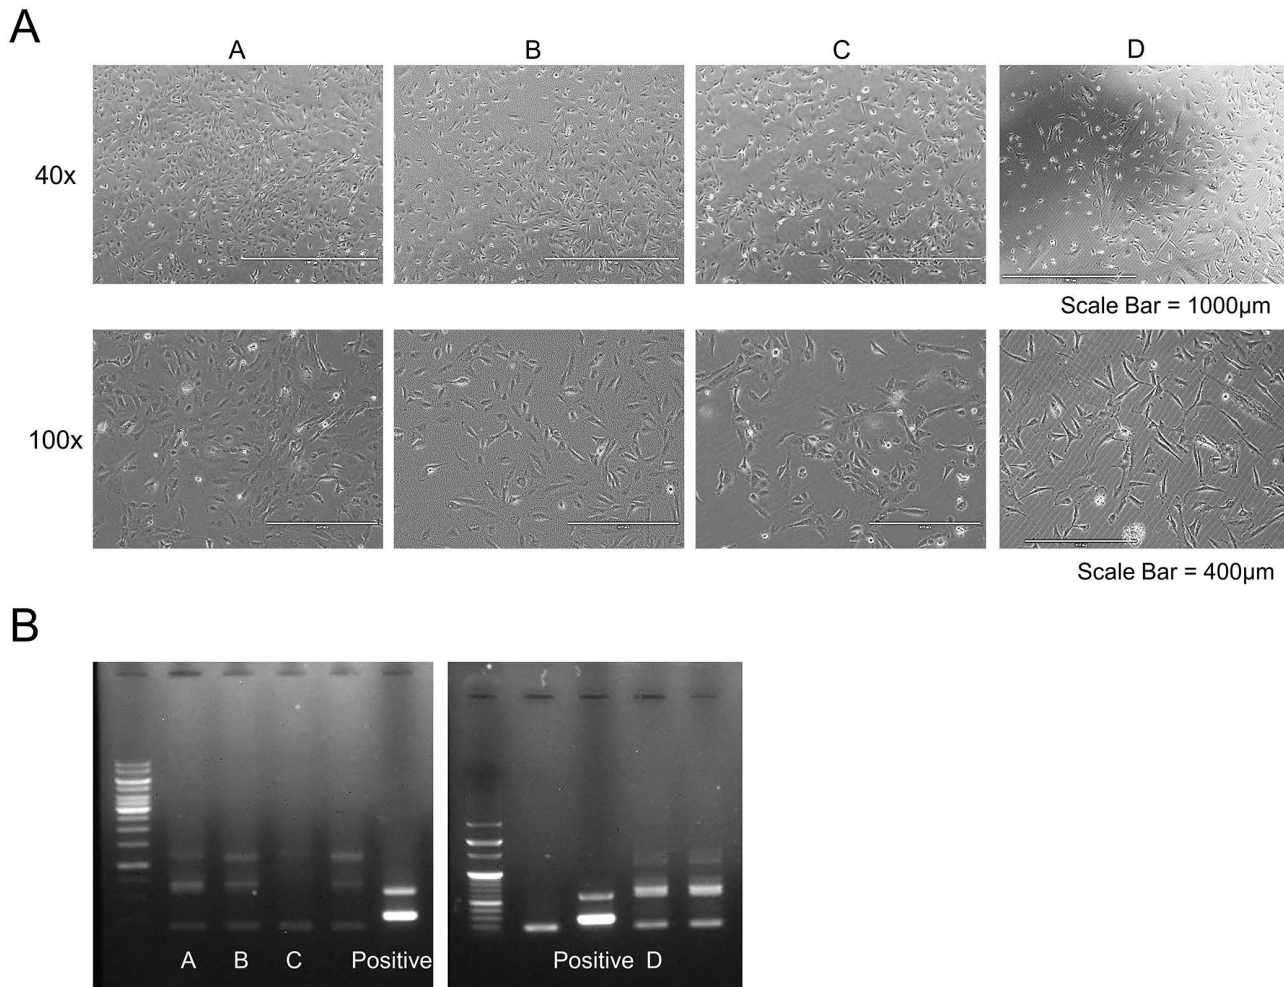 A
A B C D
40x
Scale Bar = 1000µm
100x
Scale Bar = 400µm
B
A B C Positive
Positive D